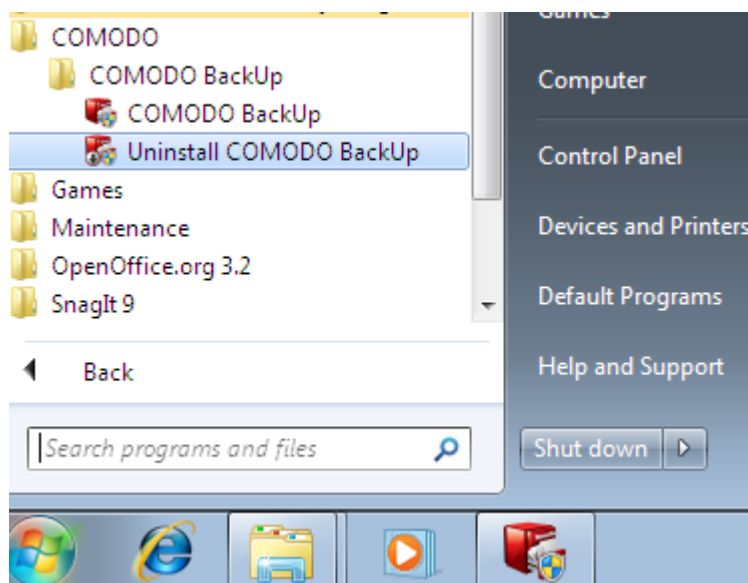 COMODO
COMODO BackUp
COMODO BackUp
Uninstall COMODO BackUp
Games
Maintenance
OpenOffice.org 3.2
SnagIt 9
Back
Search programs and files
Games
Computer
Control Panel
Devices and Printers
Default Programs
Help and Support
Shut down